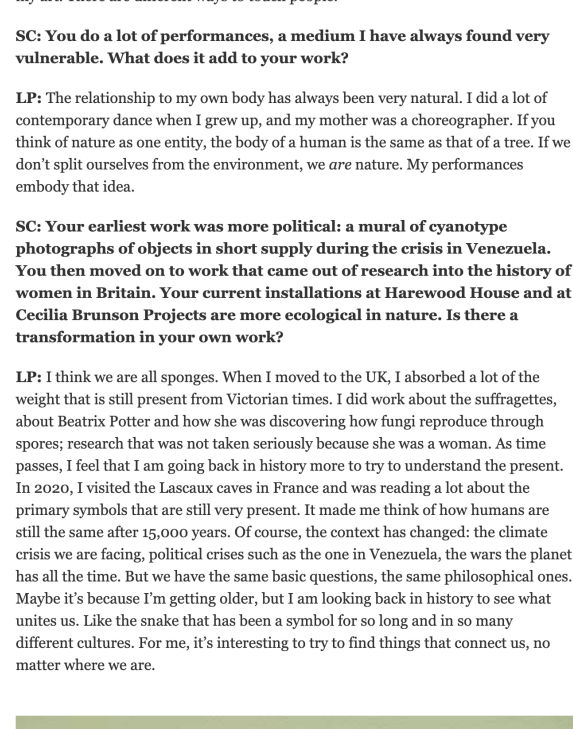 my art. There are different ways to touch people.
SC: You do a lot of performances, a medium I have always found very
vulnerable. What does it add to your work?
LP: The relationship to my own body has always been very natural. I did a lot of
contemporary dance when I grew up, and my mother was a choreographer. If you
think of nature as one entity, the body of a human is the same as that of a tree. If we
don’t split ourselves from the environment, we are nature. My performances
embody that idea.
SC: Your earliest work was more political: a mural of cyanotype
photographs of objects in short supply during the crisis in Venezuela.
You then moved on to work that came out of research into the history of
women in Britain. Your current installations at Harewood House and at
Cecilia Brunson Projects are more ecological in nature. Is there a
transformation in your own work?
LP: I think we are all sponges. When I moved to the UK, I absorbed a lot of the
weight that is still present from Victorian times. I did work about the suffragettes,
about Beatrix Potter and how she was discovering how fungi reproduce through
spores; research that was not taken seriously because she was a woman. As time
passes, I feel that I am going back in history more to try to understand the present.
In 2020, I visited the Lascaux caves in France and was reading a lot about the
primary symbols that are still very present. It made me think of how humans are
still the same after 15,000 years. Of course, the context has changed: the climate
crisis we are facing, political crises such as the one in Venezuela, the wars the planet
has all the time. But we have the same basic questions, the same philosophical ones.
Maybe it’s because I’m getting older, but I am looking back in history to see what
unites us. Like the snake that has been a symbol for so long and in so many
different cultures. For me, it’s interesting to try to find things that connect us, no
matter where we are.